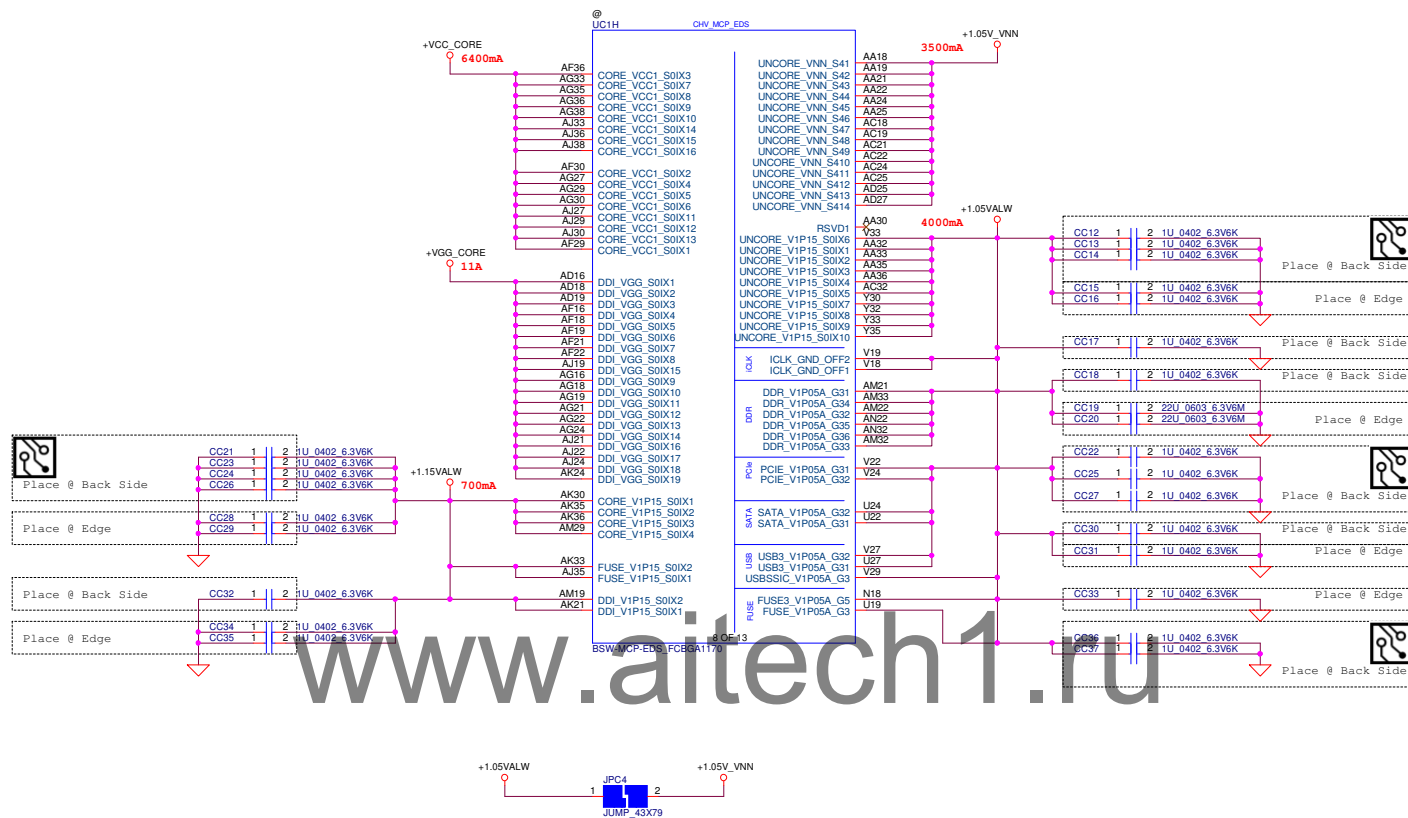 @
UC1H
CHV_MCP_EDS
+VCC_CORE
6400mA
AF36 CORE_VCC1_S0IX3
AG33 CORE_VCC1_S0IX7
AG35 CORE_VCC1_S0IX8
AG36 CORE_VCC1_S0IX9
AG38 CORE_VCC1_S0IX10
AJ33 CORE_VCC1_S0IX14
AJ36 CORE_VCC1_S0IX15
AJ38 CORE_VCC1_S0IX16
AF30 CORE_VCC1_S0IX2
AG27 CORE_VCC1_S0IX4
AG29 CORE_VCC1_S0IX5
AG30 CORE_VCC1_S0IX6
AJ27 CORE_VCC1_S0IX11
AJ29 CORE_VCC1_S0IX12
AJ30 CORE_VCC1_S0IX13
AF29 CORE_VCC1_S0IX1
+VGG_CORE
11A
AD16 DDI_VGG_S0IX1
AD18 DDI_VGG_S0IX2
AD19 DDI_VGG_S0IX3
AF16 DDI_VGG_S0IX4
AF18 DDI_VGG_S0IX5
AF19 DDI_VGG_S0IX6
AF21 DDI_VGG_S0IX7
AF22 DDI_VGG_S0IX8
AJ19 DDI_VGG_S0IX15
AG16 DDI_VGG_S0IX9
AG18 DDI_VGG_S0IX10
AG19 DDI_VGG_S0IX11
AG21 DDI_VGG_S0IX12
AG22 DDI_VGG_S0IX13
AG24 DDI_VGG_S0IX14
AJ21 DDI_VGG_S0IX16
AJ22 DDI_VGG_S0IX17
AJ24 DDI_VGG_S0IX18
AK24 DDI_VGG_S0IX19
+1.15VALW
700mA
AK30 CORE_V1P15_S0IX1
AK35 CORE_V1P15_S0IX2
AK36 CORE_V1P15_S0IX3
AM29 CORE_V1P15_S0IX4
AK33 FUSE_V1P15_S0IX2
AJ35 FUSE_V1P15_S0IX1
AM19 DDI_V1P15_S0IX2
AK21 DDI_V1P15_S0IX1
CC21 1 2 1U_0402_6.3V6K
CC23 1 2 1U_0402_6.3V6K
CC24 1 2 1U_0402_6.3V6K
CC26 1 2 1U_0402_6.3V6K
Place @ Back Side
CC28 1 2 1U_0402_6.3V6K
CC29 1 2 1U_0402_6.3V6K
Place @ Edge
CC32 1 2 1U_0402_6.3V6K
Place @ Back Side
CC34 1 2 1U_0402_6.3V6K
CC35 1 2 1U_0402_6.3V6K
Place @ Edge
+1.05V_VNN
3500mA
UNCORE_VNN_S41 AA18
UNCORE_VNN_S42 AA19
UNCORE_VNN_S43 AA21
UNCORE_VNN_S44 AA22
UNCORE_VNN_S45 AA24
UNCORE_VNN_S46 AA25
UNCORE_VNN_S47 AC18
UNCORE_VNN_S48 AC19
UNCORE_VNN_S49 AC21
UNCORE_VNN_S410 AC22
UNCORE_VNN_S411 AC24
UNCORE_VNN_S412 AC25
UNCORE_VNN_S413 AD25
UNCORE_VNN_S414 AD27
+1.05VALW
4000mA
RSVD1 AA30
UNCORE_V1P15_S0IX6 V33
UNCORE_V1P15_S0IX1 AA32
UNCORE_V1P15_S0IX2 AA33
UNCORE_V1P15_S0IX3 AA35
UNCORE_V1P15_S0IX4 AA36
UNCORE_V1P15_S0IX5 AC32
UNCORE_V1P15_S0IX7 Y30
UNCORE_V1P15_S0IX8 Y32
UNCORE_V1P15_S0IX9 Y33
UNCORE_V1P15_S0IX10 Y35
iCLK
ICLK_GND_OFF2 V19
ICLK_GND_OFF1 V18
DDR
DDR_V1P05A_G31 AM21
DDR_V1P05A_G34 AM33
DDR_V1P05A_G32 AM22
DDR_V1P05A_G35 AN22
DDR_V1P05A_G36 AN32
DDR_V1P05A_G33 AM32
PCIe
PCIE_V1P05A_G31 V22
PCIE_V1P05A_G32 V24
SATA
SATA_V1P05A_G32 U24
SATA_V1P05A_G31 U22
USB
USB3_V1P05A_G32 V27
USB3_V1P05A_G31 U27
USBSSIC_V1P05A_G3 V29
FUSE
FUSE3_V1P05A_G5 N18
FUSE_V1P05A_G3 U19
8 OF 13
BSW-MCP-EDS_FCBGA1170
CC12 1 2 1U_0402_6.3V6K
CC13 1 2 1U_0402_6.3V6K
CC14 1 2 1U_0402_6.3V6K
Place @ Back Side
CC15 1 2 1U_0402_6.3V6K
CC16 1 2 1U_0402_6.3V6K
Place @ Edge
CC17 1 2 1U_0402_6.3V6K
Place @ Back Side
CC18 1 2 1U_0402_6.3V6K
Place @ Back Side
CC19 1 2 22U_0603_6.3V6M
CC20 1 2 22U_0603_6.3V6M
Place @ Edge
CC22 1 2 1U_0402_6.3V6K
CC25 1 2 1U_0402_6.3V6K
CC27 1 2 1U_0402_6.3V6K
Place @ Back Side
CC30 1 2 1U_0402_6.3V6K
Place @ Back Side
CC31 1 2 1U_0402_6.3V6K
Place @ Edge
CC33 1 2 1U_0402_6.3V6K
Place @ Edge
CC36 1 2 1U_0402_6.3V6K
CC37 1 2 1U_0402_6.3V6K
Place @ Back Side
www.aitech1.ru
+1.05VALW
+1.05V_VNN
JPC4
1 2
JUMP_43X79